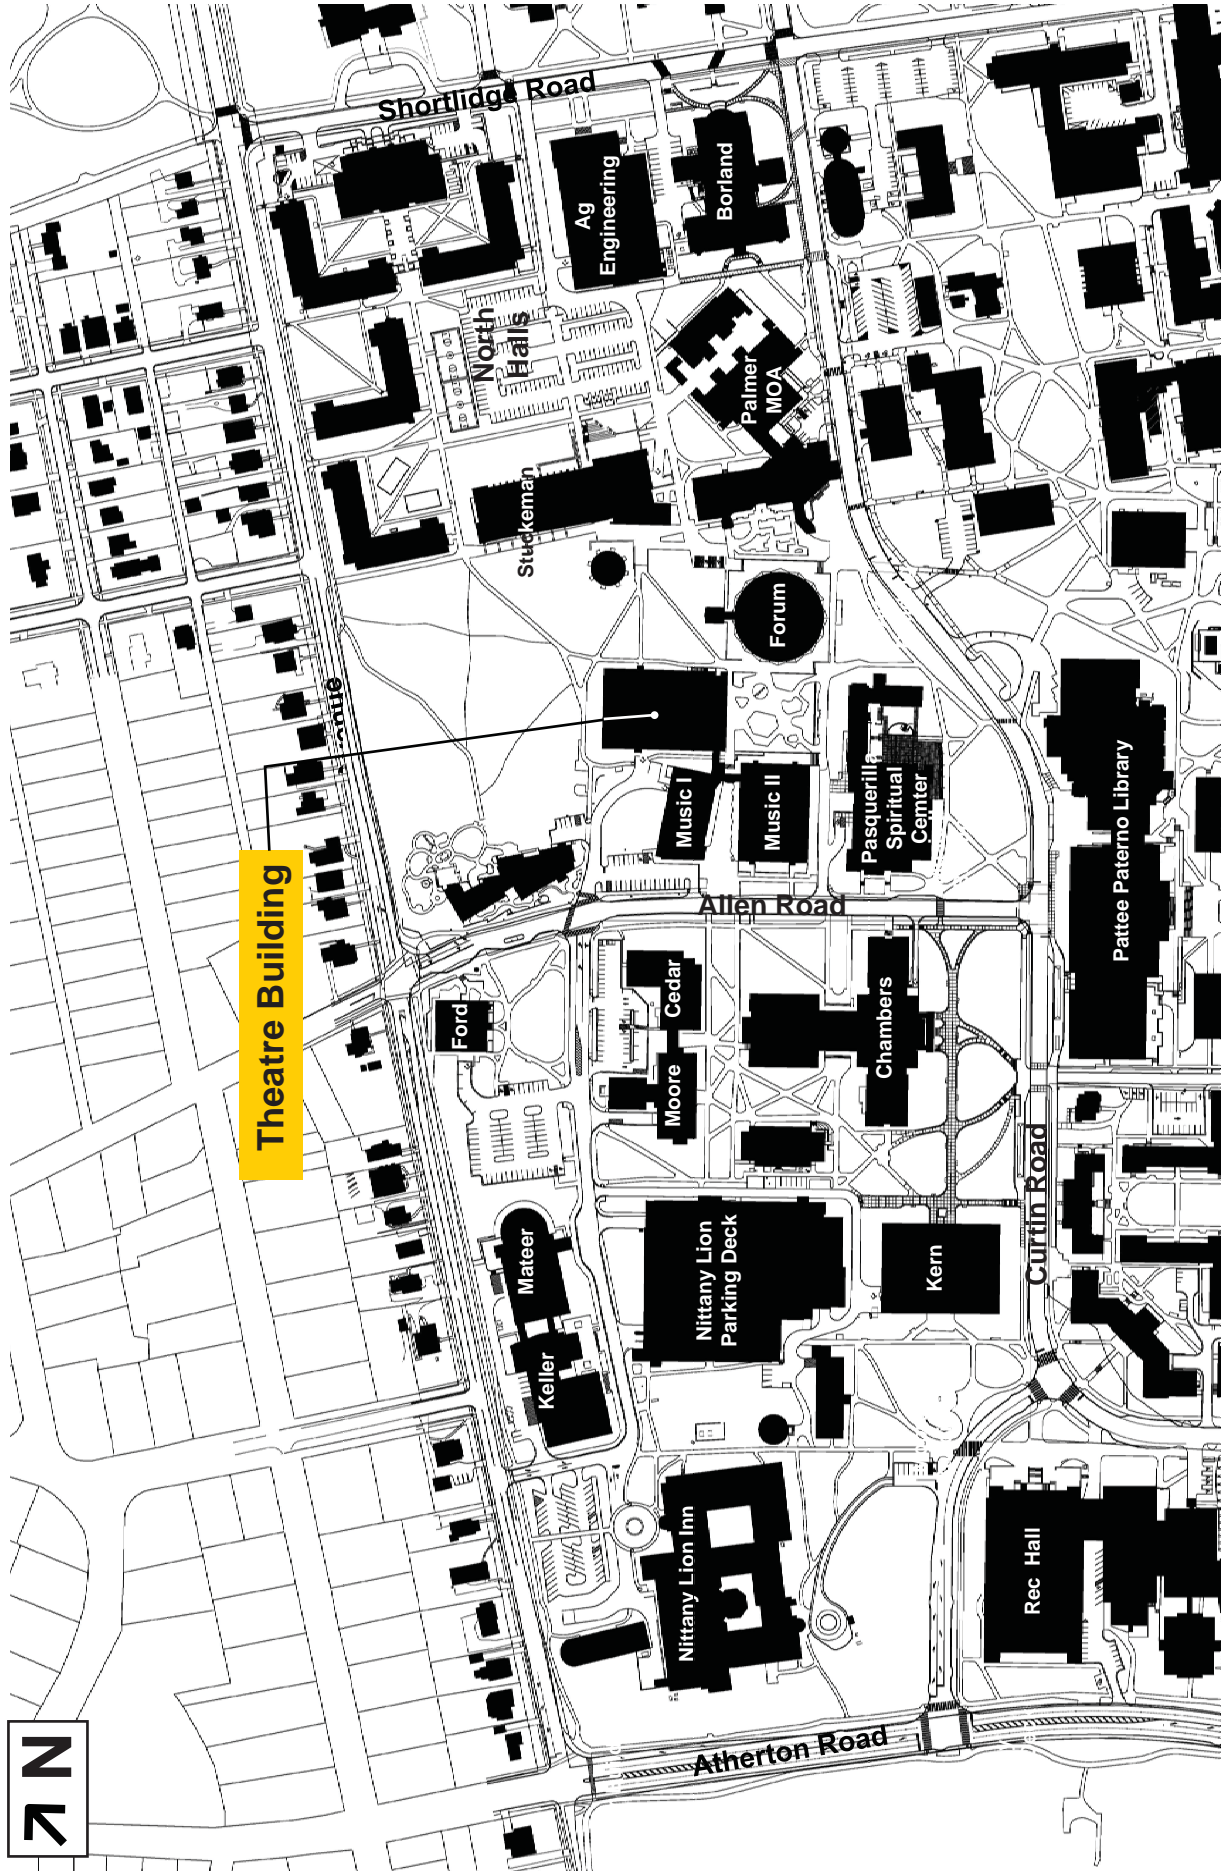 N
Theatre Building
Shortlidge Road
Ag
Engineering
Borland
North
Halls
Palmer
MOA
Stuckeman
Forum
Music I
Music II
Pasquerilla
Spiritual
Center
Pattee Paterno Library
Allen Road
Ford
Cedar
Moore
Chambers
Curtin Road
Mateer
Keller
Nittany Lion
Parking Deck
Kern
Nittany Lion Inn
Rec Hall
Atherton Road